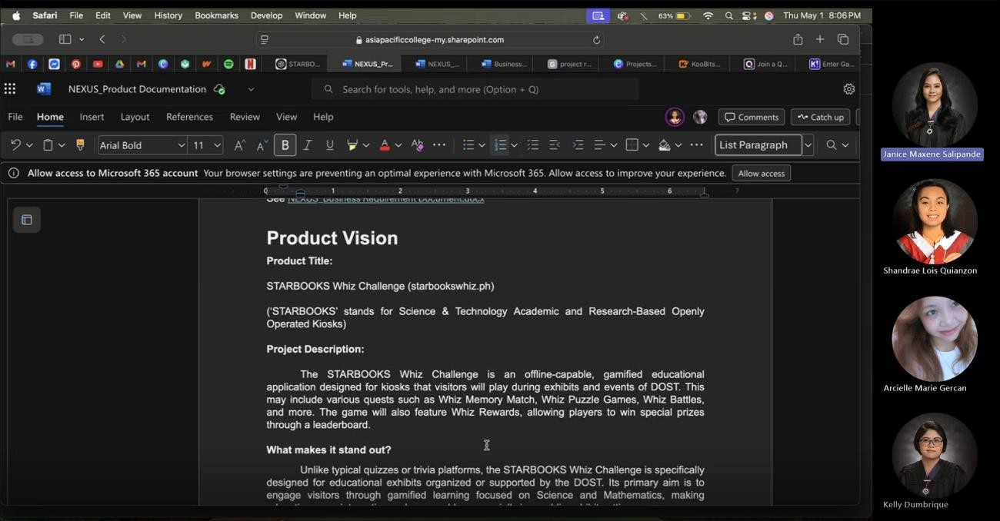 Safari File Edit View History Bookmarks Develop Window Help 63% Thu May 1 8:06 PM
asiapacificcollege-my.sharepoint.com
STARBO... NEXUS_Pr... NEXUS_... Business... project r... Projects... KooBits... Join a Q... Enter Ga...
NEXUS_Product Documentation
Search for tools, help, and more (Option + Q)
File Home Insert Layout References Review View Help Comments Catch up
Arial Bold 11 List Paragraph
Allow access to Microsoft 365 account Your browser settings are preventing an optimal experience with Microsoft 365. Allow access to improve your experience. Allow access
0 1 2 3 4 5 6 7
See NEXUS_Business Requirement Document.docx
Product Vision
Product Title:
STARBOOKS Whiz Challenge (starbookswhiz.ph)
('STARBOOKS' stands for Science & Technology Academic and Research-Based Openly
Operated Kiosks)
Project Description:
The STARBOOKS Whiz Challenge is an offline-capable, gamified educational
application designed for kiosks that visitors will play during exhibits and events of DOST. This
may include various quests such as Whiz Memory Match, Whiz Puzzle Games, Whiz Battles,
and more. The game will also feature Whiz Rewards, allowing players to win special prizes
through a leaderboard.
What makes it stand out?
Unlike typical quizzes or trivia platforms, the STARBOOKS Whiz Challenge is specifically
designed for educational exhibits organized or supported by the DOST. Its primary aim is to
engage visitors through gamified learning focused on Science and Mathematics, making
Janice Maxene Salipande
Shandrae Lois Quianzon
Arcielle Marie Gercan
Kelly Dumbrique